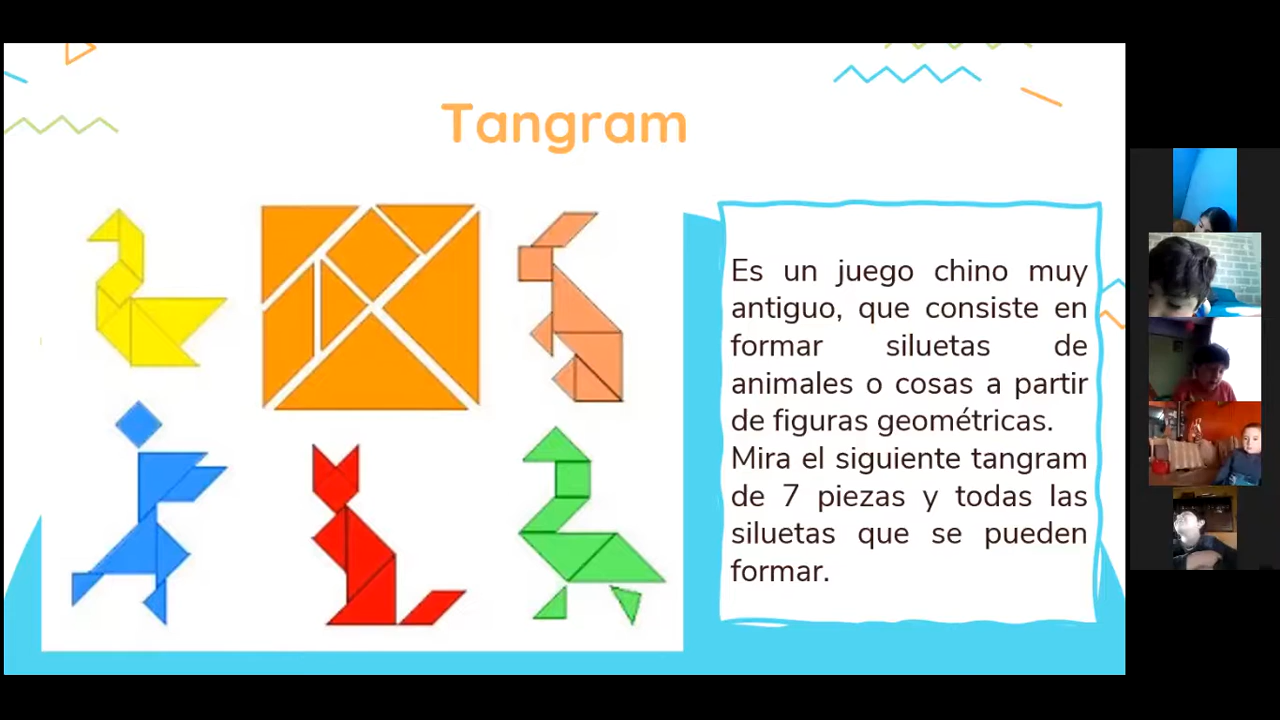 Tangram
Es un juego chino muy
antiguo, que consiste en
formar siluetas de
animales o cosas a partir
de figuras geométricas.
Mira el siguiente tangram
de 7 piezas y todas las
siluetas que se pueden
formar.